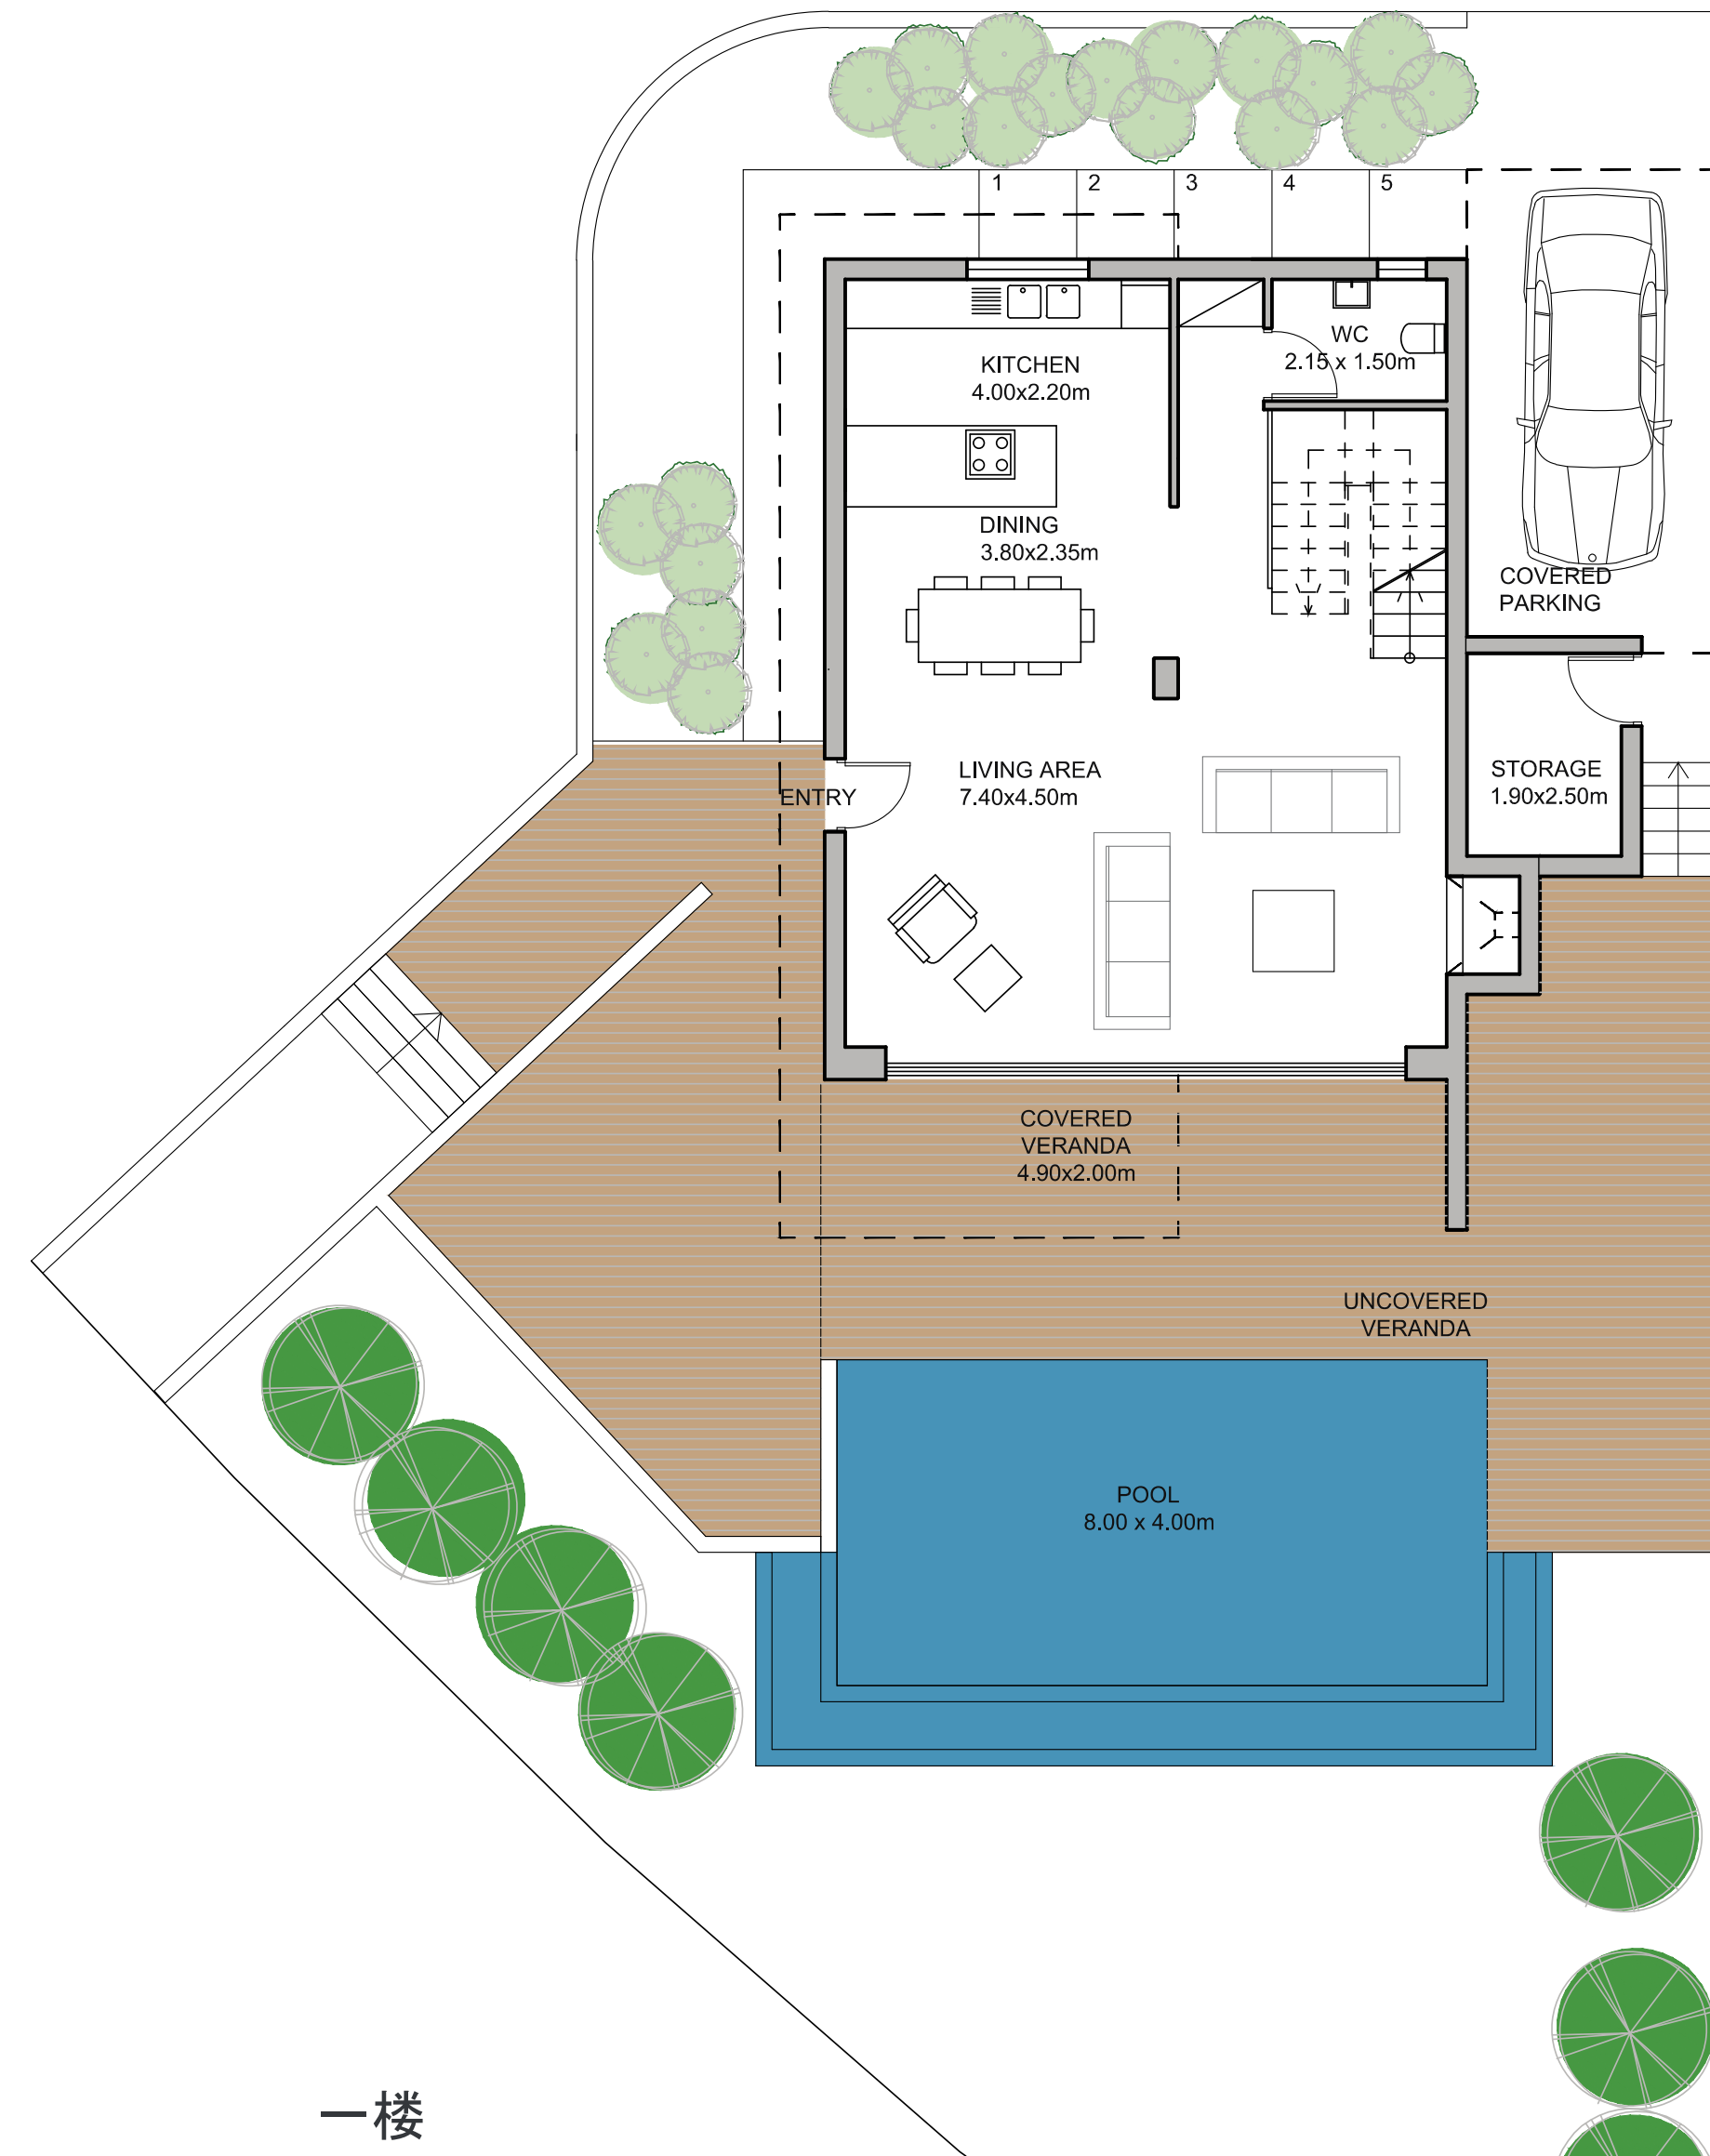 1 2 3 4 5
WC
2.15 x 1.50m
KITCHEN
4.00x2.20m
DINING
3.80x2.35m
COVERED
PARKING
LIVING AREA
7.40x4.50m
ENTRY
STORAGE
1.90x2.50m
COVERED
VERANDA
4.90x2.00m
UNCOVERED
VERANDA
POOL
8.00 x 4.00m
一楼